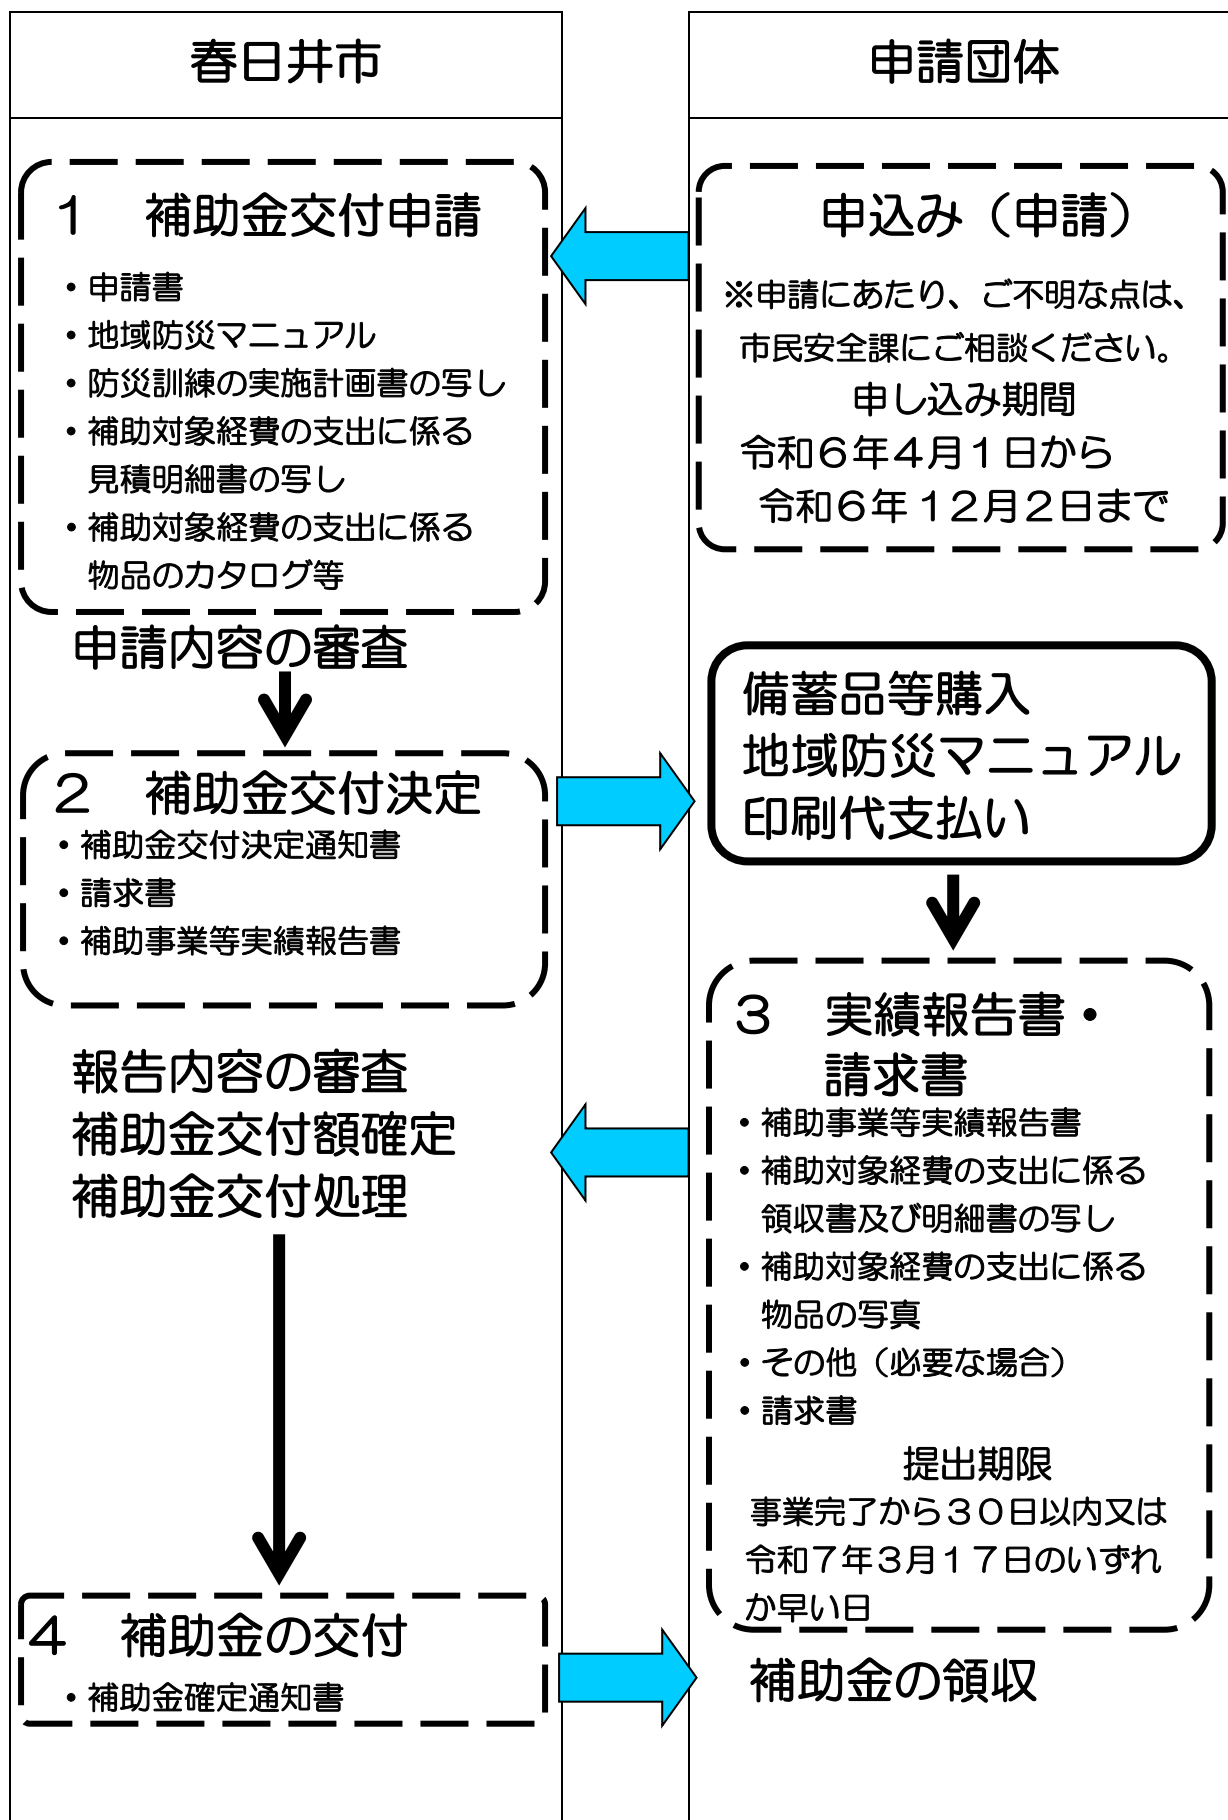 春日井市
申請団体
1 補助金交付申請
・申請書
・地域防災マニュアル
・防災訓練の実施計画書の写し
・補助対象経費の支出に係る
見積明細書の写し
・補助対象経費の支出に係る
物品のカタログ等
申込み（申請）
※申請にあたり、ご不明な点は、
市民安全課にご相談ください。
申し込み期間
令和６年４月１日から
令和６年１２月２日まで
申請内容の審査
2 補助金交付決定
・補助金交付決定通知書
・請求書
・補助事業等実績報告書
備蓄品等購入
地域防災マニュアル
印刷代支払い
3 実績報告書・
請求書
・補助事業等実績報告書
・補助対象経費の支出に係る
領収書及び明細書の写し
・補助対象経費の支出に係る
物品の写真
・その他（必要な場合）
・請求書
提出期限
事業完了から３０日以内又は
令和７年３月１７日のいずれ
か早い日
報告内容の審査
補助金交付額確定
補助金交付処理
4 補助金の交付
・補助金確定通知書
補助金の領収